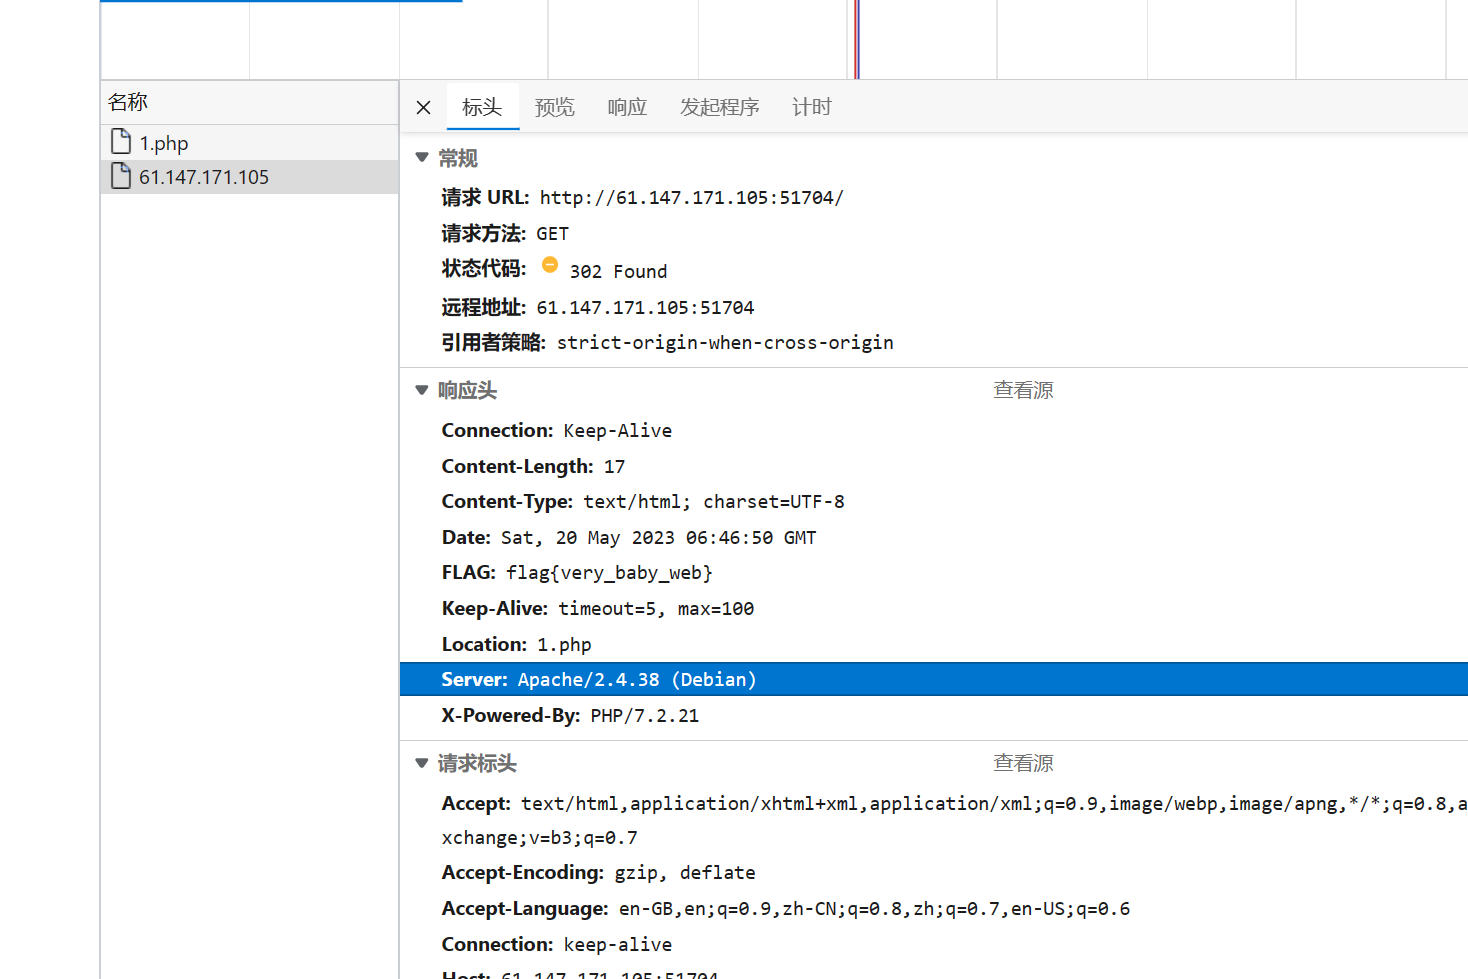 名称
1.php
61.147.171.105
标头 预览 响应 发起程序 计时
常规
请求 URL: http://61.147.171.105:51704/
请求方法: GET
状态代码: 302 Found
远程地址: 61.147.171.105:51704
引用者策略: strict-origin-when-cross-origin
响应头 查看源
Connection: Keep-Alive
Content-Length: 17
Content-Type: text/html; charset=UTF-8
Date: Sat, 20 May 2023 06:46:50 GMT
FLAG: flag{very_baby_web}
Keep-Alive: timeout=5, max=100
Location: 1.php
Server: Apache/2.4.38 (Debian)
X-Powered-By: PHP/7.2.21
请求标头 查看源
Accept: text/html,application/xhtml+xml,application/xml;q=0.9,image/webp,image/apng,*/*;q=0.8,a
xchange;v=b3;q=0.7
Accept-Encoding: gzip, deflate
Accept-Language: en-GB,en;q=0.9,zh-CN;q=0.8,zh;q=0.7,en-US;q=0.6
Connection: keep-alive
Host: 61.147.171.105:51704